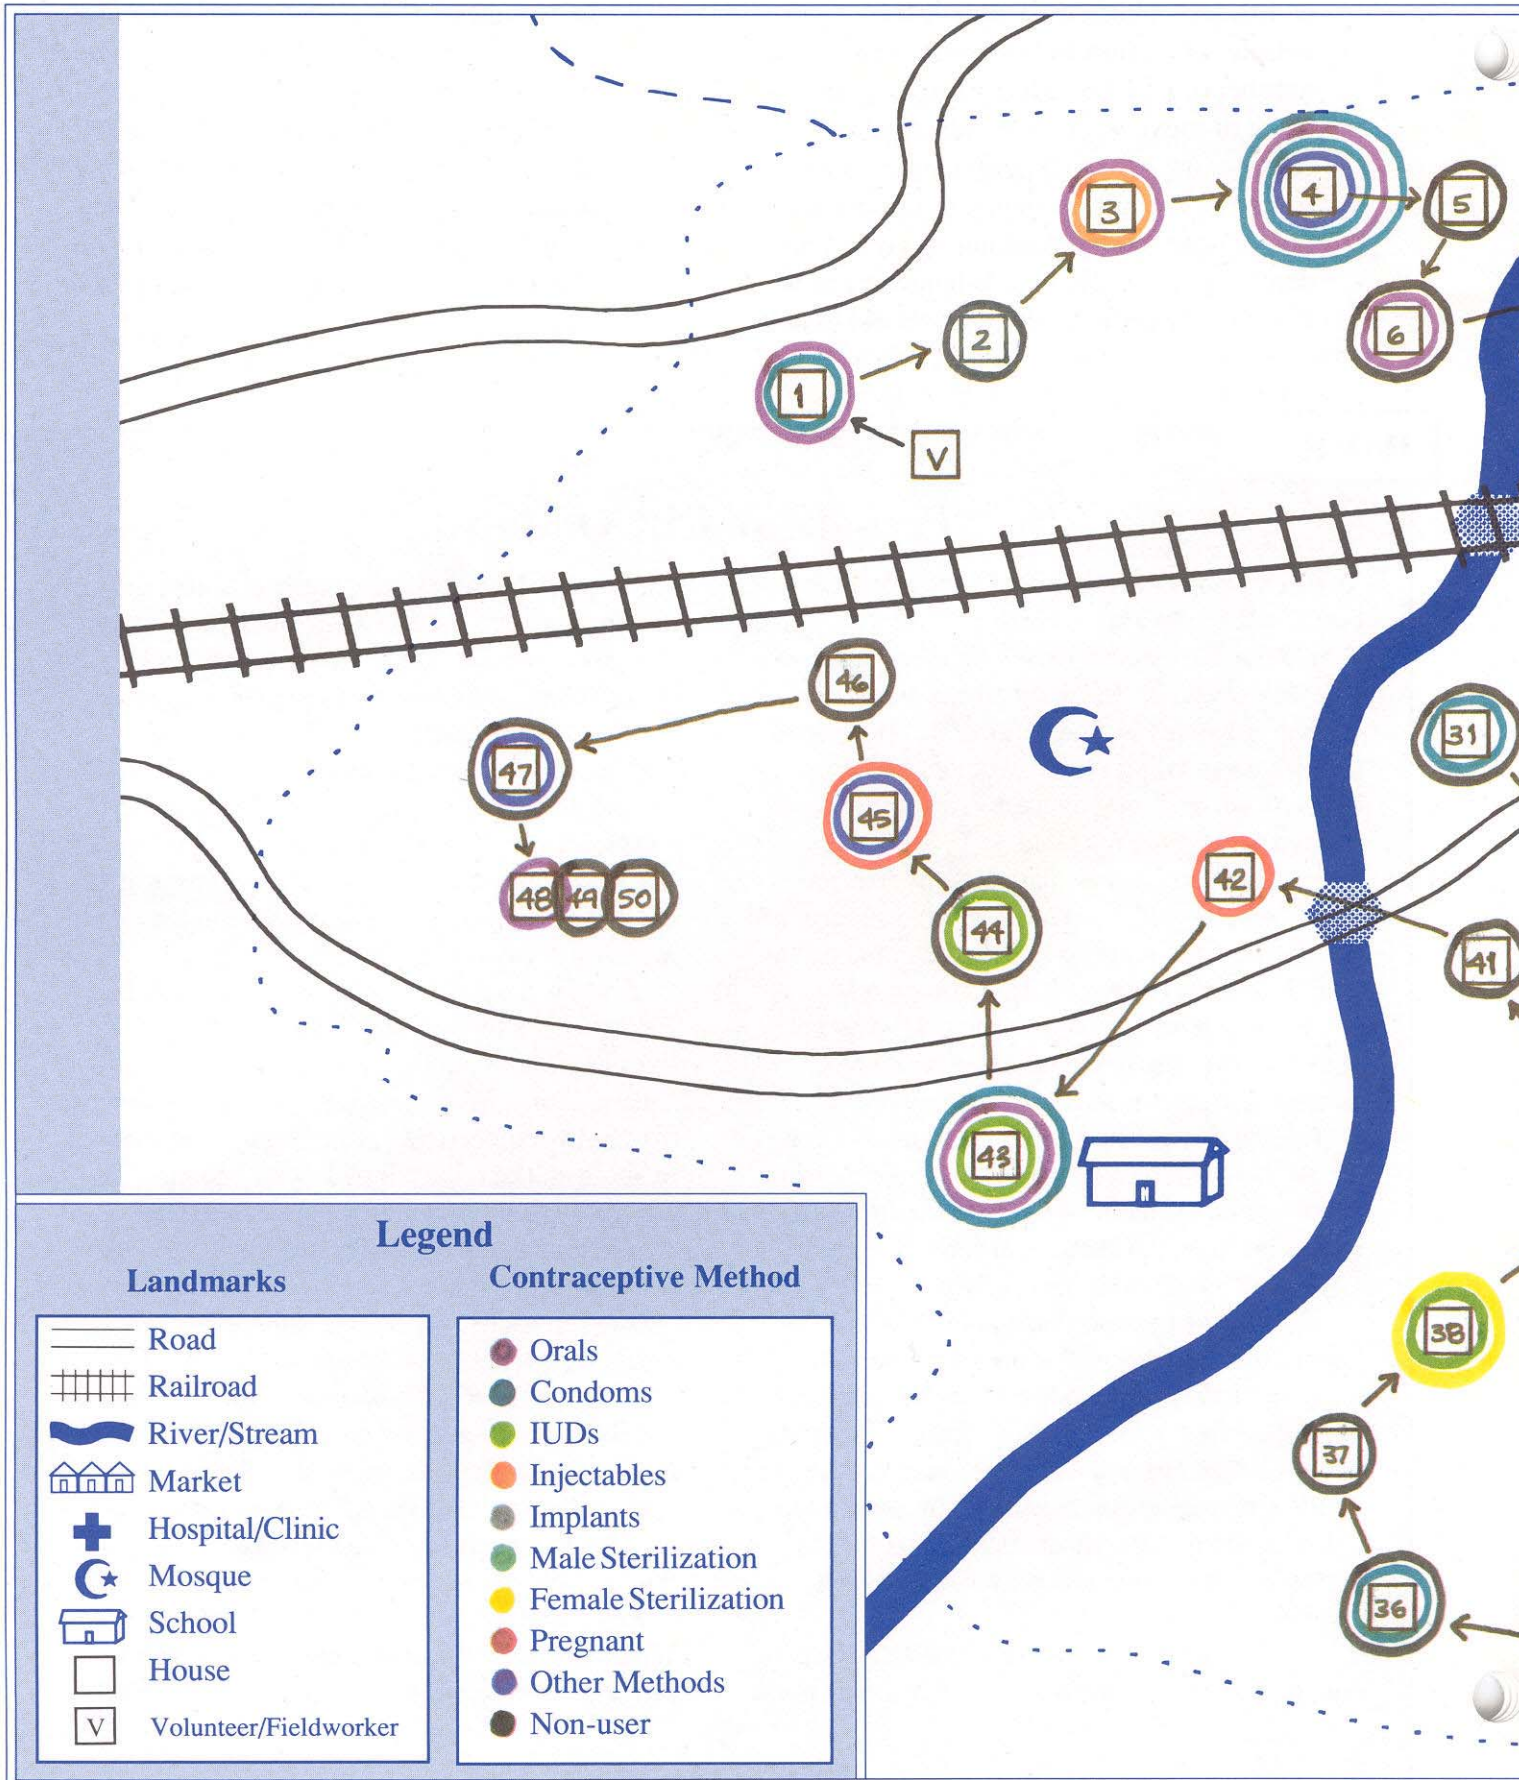 3
4
5
6
2
1
V
46
31
47
45
42
48
49
50
44
41
43
38
37
36
Legend
Landmarks
Road
Railroad
River/Stream
Market
Hospital/Clinic
Mosque
School
House
V Volunteer/Fieldworker
Contraceptive Method
Orals
Condoms
IUDs
Injectables
Implants
Male Sterilization
Female Sterilization
Pregnant
Other Methods
Non-user